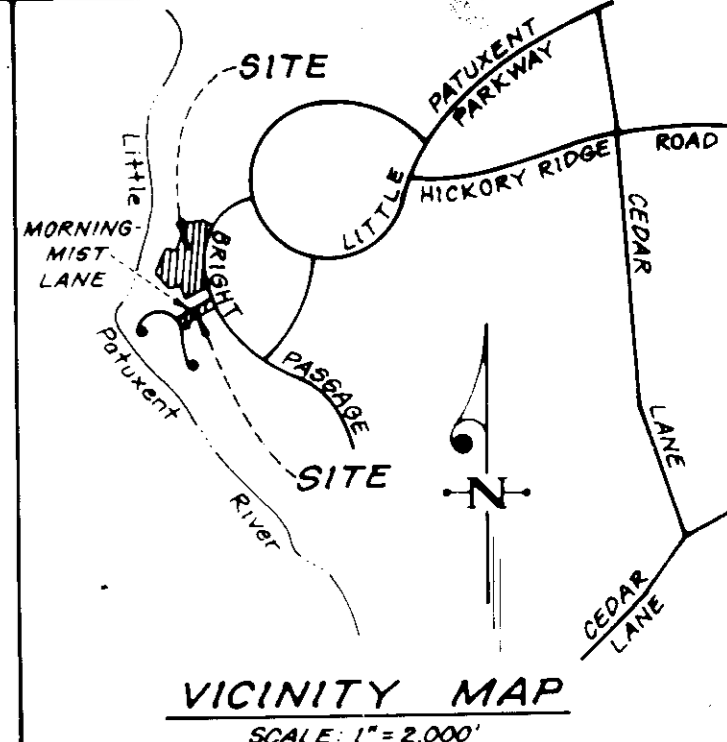 SITE
PATUXENT
PARKWAY
Little
LITTLE
HICKORY RIDGE
ROAD
MORNING-
MIST
LANE
BRIGHT
CEDAR
Patuxent
PASSAGE
LANE
SITE
River
N
CEDAR
LANE
VICINITY MAP
SCALE: 1" = 2,000'